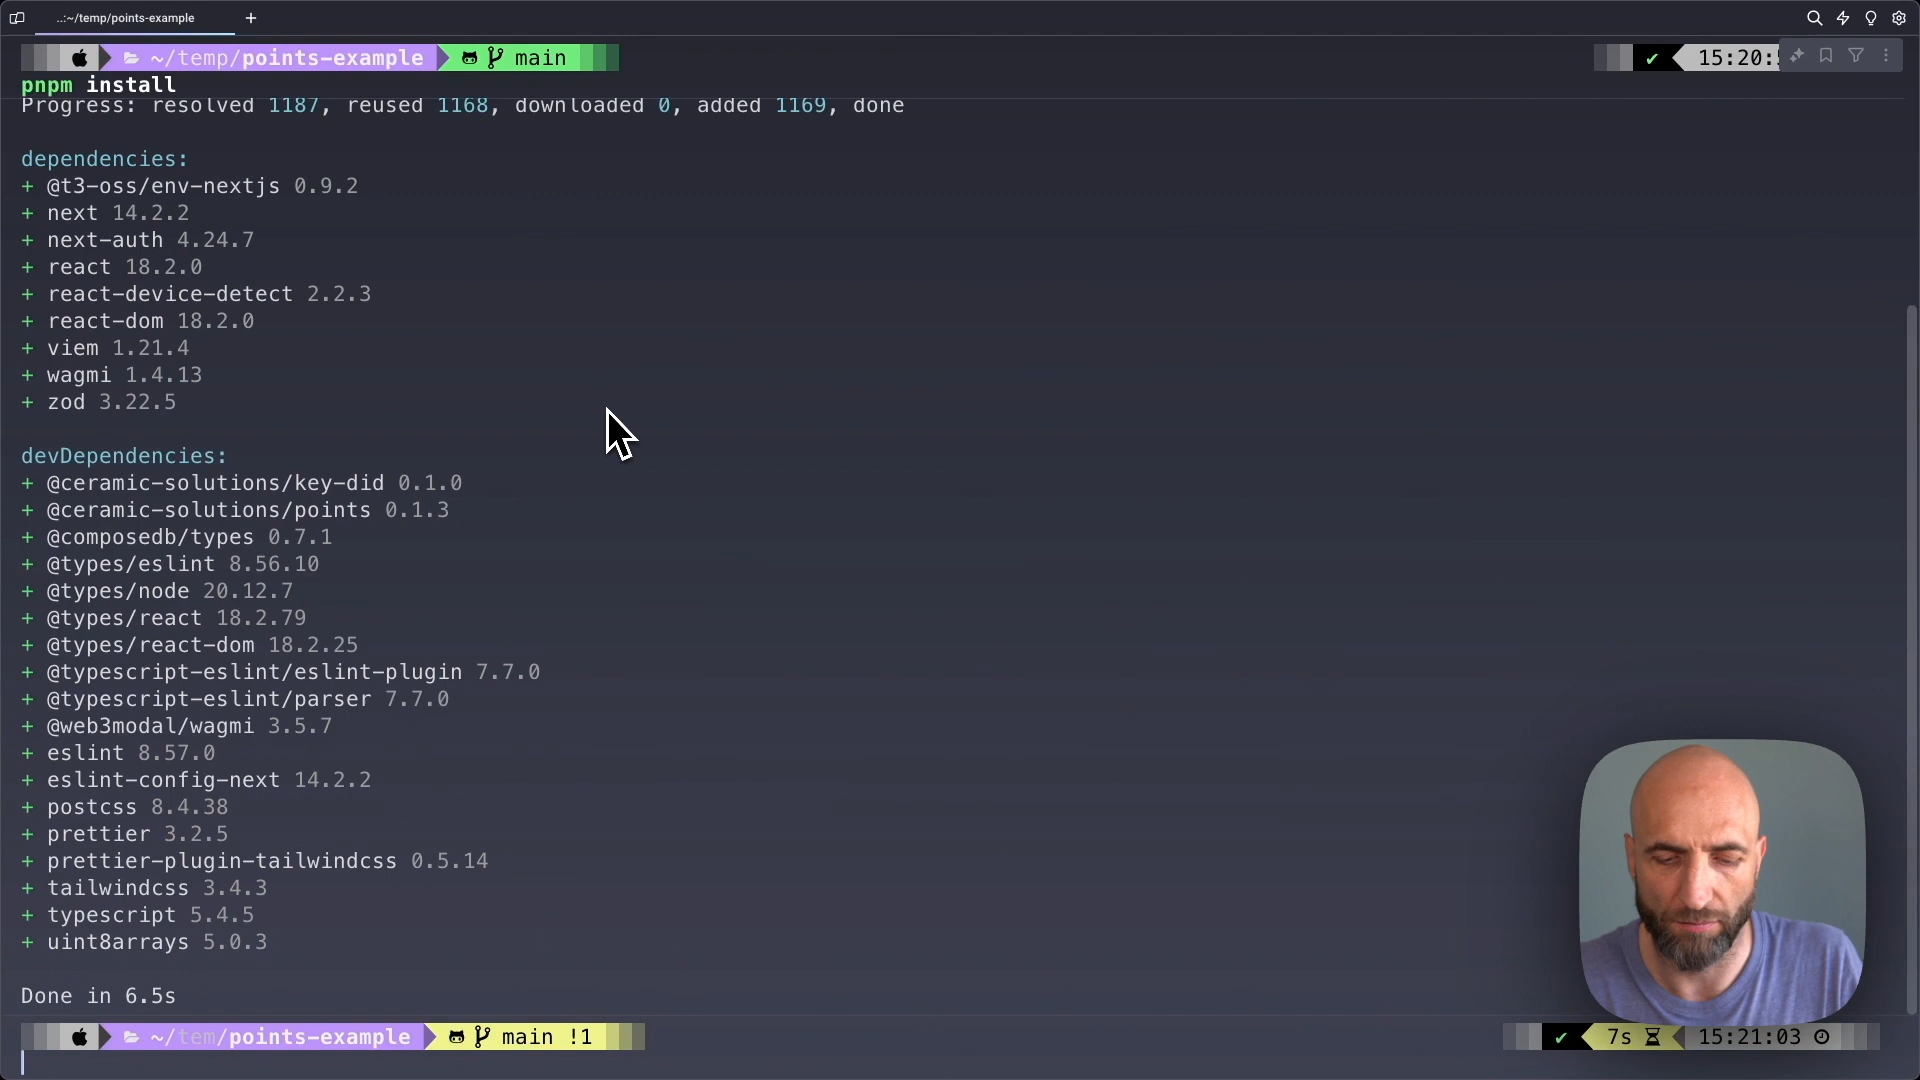 ..:~/temp/points-example
~/temp/points-example main 15:20:
pnpm install
Progress: resolved 1187, reused 1168, downloaded 0, added 1169, done
dependencies:
+ @t3-oss/env-nextjs 0.9.2
+ next 14.2.2
+ next-auth 4.24.7
+ react 18.2.0
+ react-device-detect 2.2.3
+ react-dom 18.2.0
+ viem 1.21.4
+ wagmi 1.4.13
+ zod 3.22.5
devDependencies:
+ @ceramic-solutions/key-did 0.1.0
+ @ceramic-solutions/points 0.1.3
+ @composedb/types 0.7.1
+ @types/eslint 8.56.10
+ @types/node 20.12.7
+ @types/react 18.2.79
+ @types/react-dom 18.2.25
+ @typescript-eslint/eslint-plugin 7.7.0
+ @typescript-eslint/parser 7.7.0
+ @web3modal/wagmi 3.5.7
+ eslint 8.57.0
+ eslint-config-next 14.2.2
+ postcss 8.4.38
+ prettier 3.2.5
+ prettier-plugin-tailwindcss 0.5.14
+ tailwindcss 3.4.3
+ typescript 5.4.5
+ uint8arrays 5.0.3
Done in 6.5s
~/tem/points-example main !1 7s 15:21:03